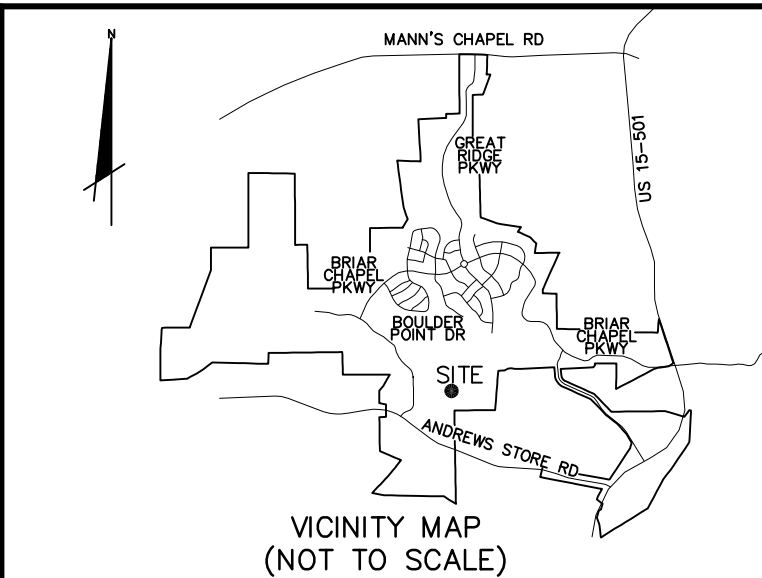 N
MANN'S CHAPEL RD
GREAT
RIDGE
PKWY
US 15-501
BRIAR
CHAPEL
PKWY
BOULDER
POINT DR
BRIAR
CHAPEL
PKWY
SITE
ANDREWS STORE RD
VICINITY MAP
(NOT TO SCALE)